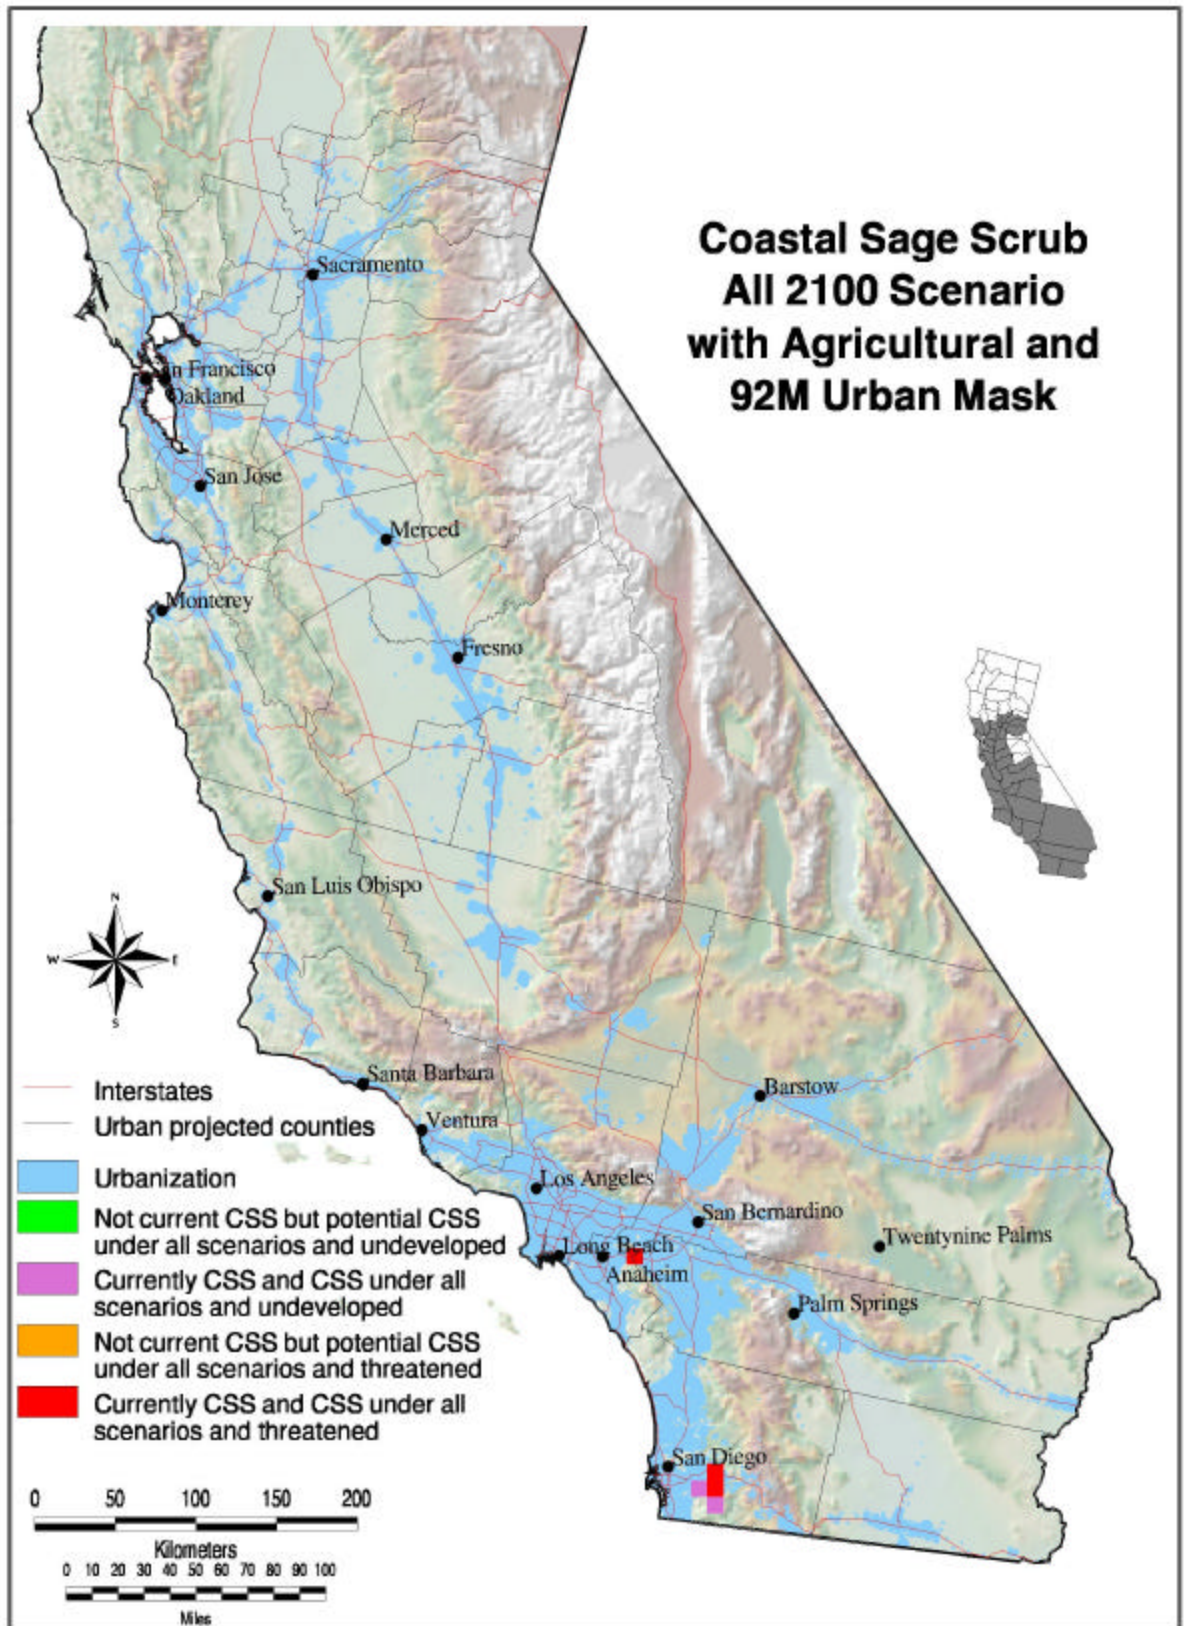 Coastal Sage Scrub
All 2100 Scenario
with Agricultural and
92M Urban Mask
Sacramento
n Francisco
Oakland
San Jose
Merced
Monterey
Fresno
San Luis Obispo
N
W
E
S
Santa Barbara
Barstow
Ventura
Los Angeles
San Bernardino
Twentynine Palms
Long Beach
Anaheim
Palm Springs
San Diego
Interstates
Urban projected counties
Urbanization
Not current CSS but potential CSS
under all scenarios and undeveloped
Currently CSS and CSS under all
scenarios and undeveloped
Not current CSS but potential CSS
under all scenarios and threatened
Currently CSS and CSS under all
scenarios and threatened
0 50 100 150 200
Kilometers
0 10 20 30 40 50 60 70 80 90 100
Miles